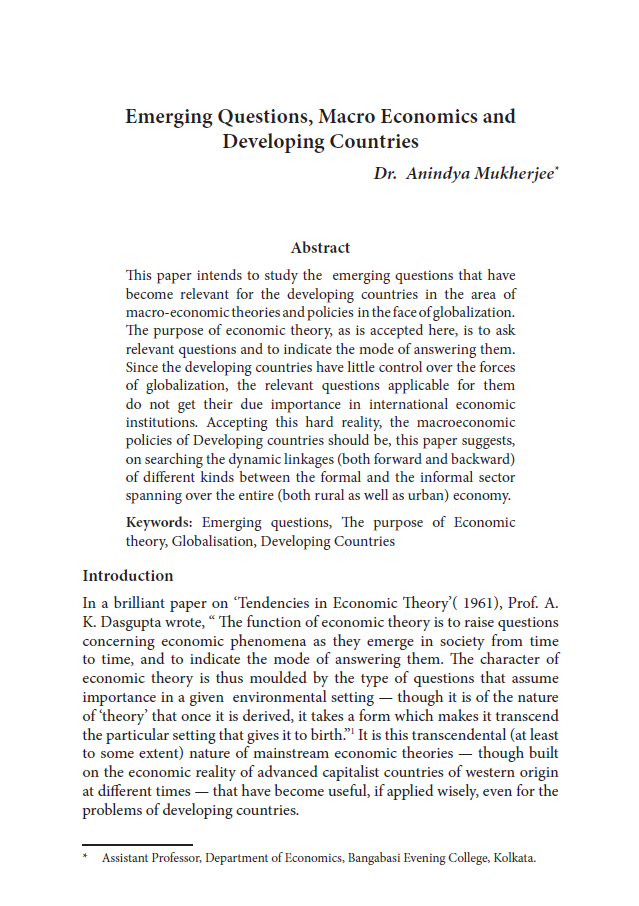 Emerging Questions, Macro Economics and
Developing Countries
Dr. Anindya Mukherjee*
Abstract
This paper intends to study the emerging questions that have
become relevant for the developing countries in the area of
macro-economic theories and policies in the face of globalization.
The purpose of economic theory, as is accepted here, is to ask
relevant questions and to indicate the mode of answering them.
Since the developing countries have little control over the forces
of globalization, the relevant questions applicable for them
do not get their due importance in international economic
institutions. Accepting this hard reality, the macroeconomic
policies of Developing countries should be, this paper suggests,
on searching the dynamic linkages (both forward and backward)
of different kinds between the formal and the informal sector
spanning over the entire (both rural as well as urban) economy.
Keywords: Emerging questions, The purpose of Economic
theory, Globalisation, Developing Countries
Introduction
In a brilliant paper on ‘Tendencies in Economic Theory’( 1961), Prof. A.
K. Dasgupta wrote, “ The function of economic theory is to raise questions
concerning economic phenomena as they emerge in society from time
to time, and to indicate the mode of answering them. The character of
economic theory is thus moulded by the type of questions that assume
importance in a given environmental setting — though it is of the nature
of ‘theory’ that once it is derived, it takes a form which makes it transcend
the particular setting that gives it to birth.”1 It is this transcendental (at least
to some extent) nature of mainstream economic theories — though built
on the economic reality of advanced capitalist countries of western origin
at different times — that have become useful, if applied wisely, even for the
problems of developing countries.
* Assistant Professor, Department of Economics, Bangabasi Evening College, Kolkata.